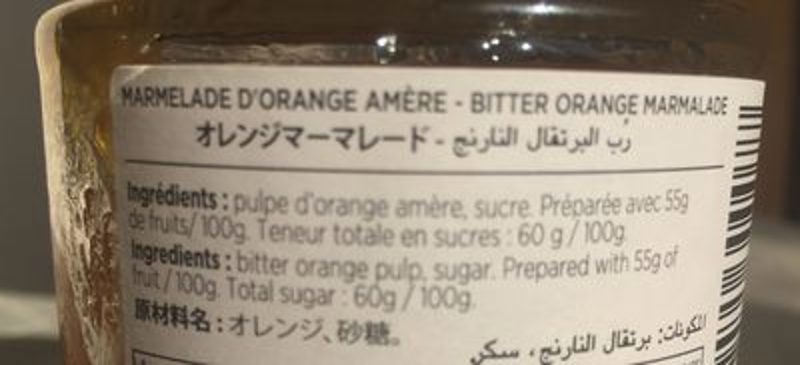 MARMELADE D'ORANGE AMÈRE - BITTER ORANGE MARMALADE
オレンジマーマレード - رُب البرتقال النارنج
Ingrédients : pulpe d'orange amère, sucre. Préparée avec 55g
de fruits/ 100g. Teneur totale en sucres : 60 g / 100g.
Ingredients : bitter orange pulp, sugar. Prepared with 55g of
fruit / 100g. Total sugar : 60g / 100g.
原材料名 : オレンジ、砂糖。
المكونات: برتقال النارنج، سكر